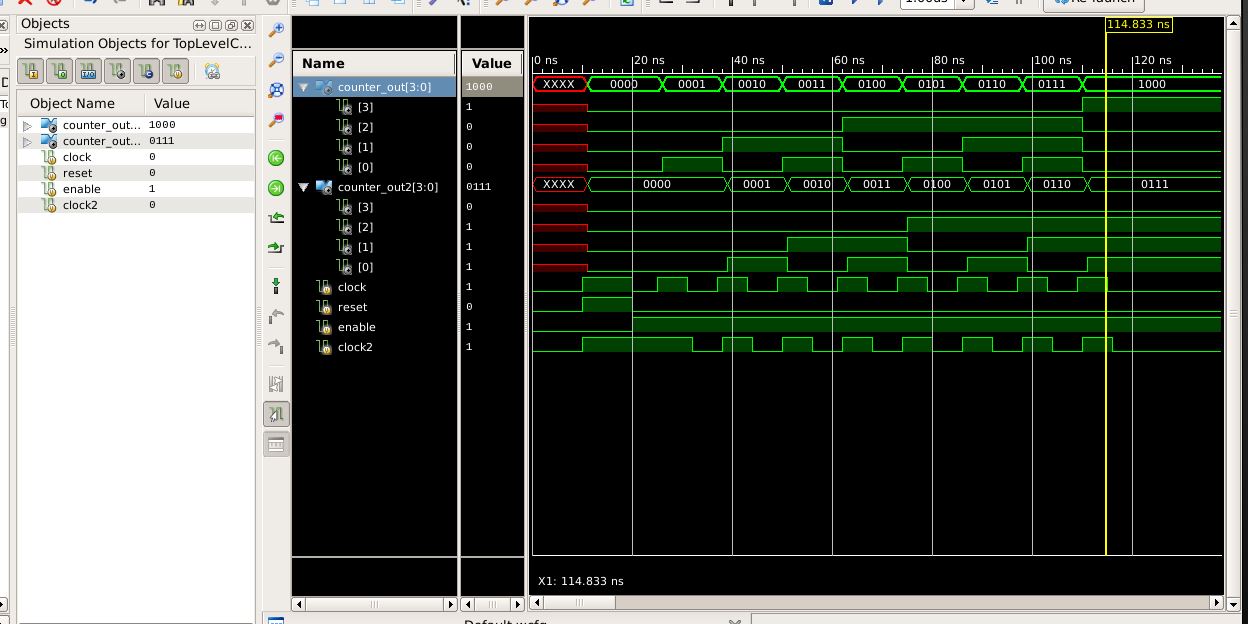 1.00us
Re-launch
Objects
Simulation Objects for TopLevelC...
Object Name Value
counter_out... 1000
counter_out... 0111
clock 0
reset 0
enable 1
clock2 0
Name Value
114.833 ns
0 ns 20 ns 40 ns 60 ns 80 ns 100 ns 120 ns
counter_out[3:0] 1000 XXXX 0000 0001 0010 0011 0100 0101 0110 0111 1000
[3] 1
[2] 0
[1] 0
[0] 0
counter_out2[3:0] 0111 XXXX 0000 0001 0010 0011 0100 0101 0110 0111
[3] 0
[2] 1
[1] 1
[0] 1
clock 1
reset 0
enable 1
clock2 1
X1: 114.833 ns
Default.wcfg